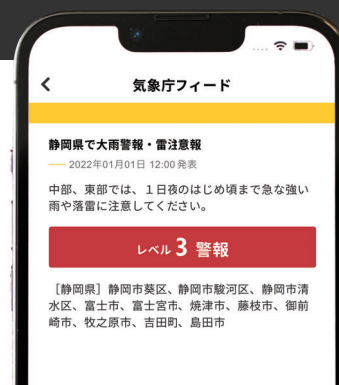 気象庁フィード
静岡県で大雨警報・雷注意報
2022年01月01日 12:00 発表
中部、東部では、１日夜のはじめ頃まで急な強い
雨や落雷に注意してください。
レベル 3 警報
［静岡県］静岡市葵区、静岡市駿河区、静岡市清
水区、富士市、富士宮市、焼津市、藤枝市、御前
崎市、牧之原市、吉田町、島田市